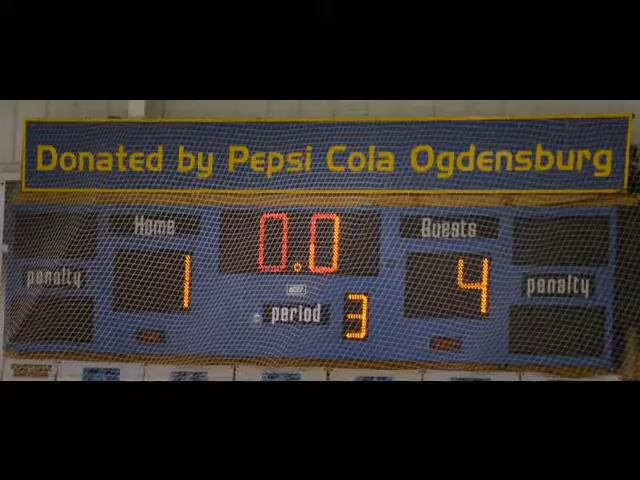 Donated by Pepsi Cola Ogdensburg
Home 0.0 Guests
penalty 1 4 penalty
period 3